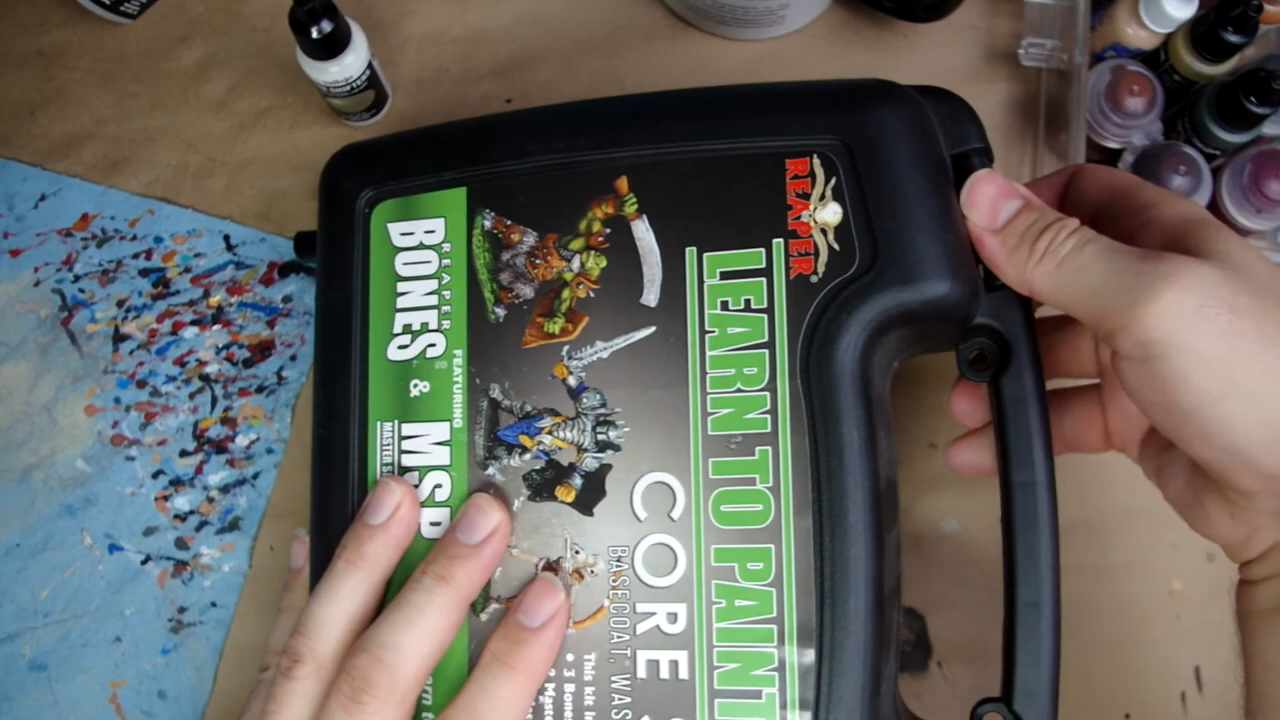 REAPER
LEARN TO PAINT
CORE
BASECOAT, WAS
This kit in
• 3 Bones
FEATURING
REAPER
BONES & MSP
MASTER S